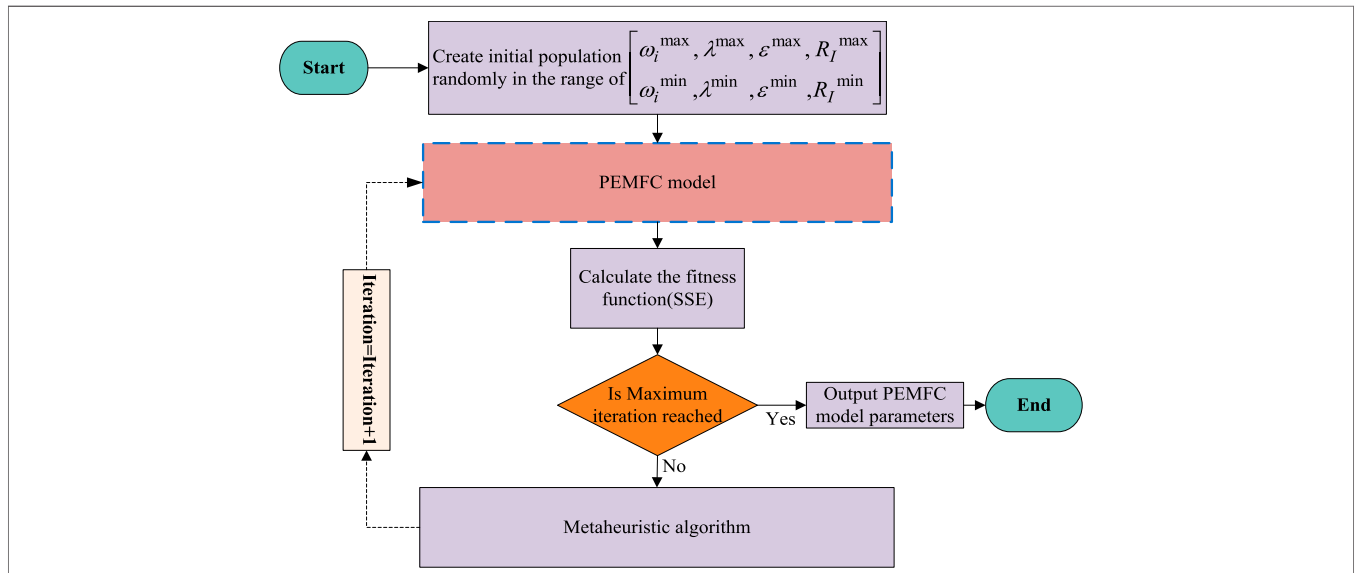 Start
Create initial population
randomly in the range of
ω_i^max, λ^max, ε^max, R_I^max
ω_i^min, λ^min, ε^min, R_I^min
PEMFC model
Calculate the fitness
function(SSE)
Iteration=Iteration+1
Is Maximum
iteration reached
Yes
Output PEMFC
model parameters
End
No
Metaheuristic algorithm